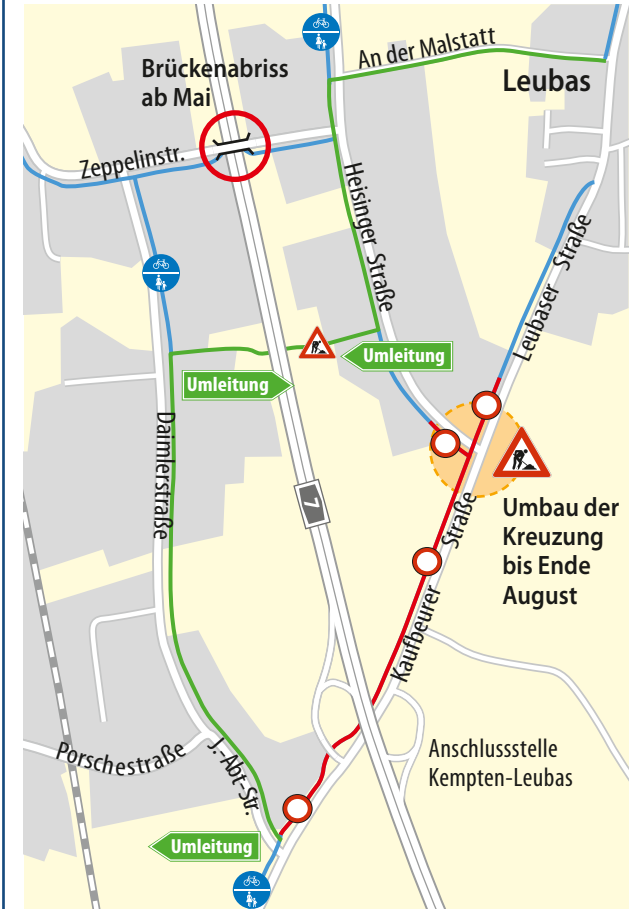 An der Malstatt
Brückenabriss
ab Mai
Leubas
Zeppelinstr.
Heisinger Straße
Leubaser Straße
Umleitung
Umleitung
Daimlerstraße
7
Umbau der
Kreuzung
bis Ende
August
Kaufbeurer Straße
Porschestraße
J. Abt-Str.
Anschlussstelle
Kempten-Leubas
Umleitung